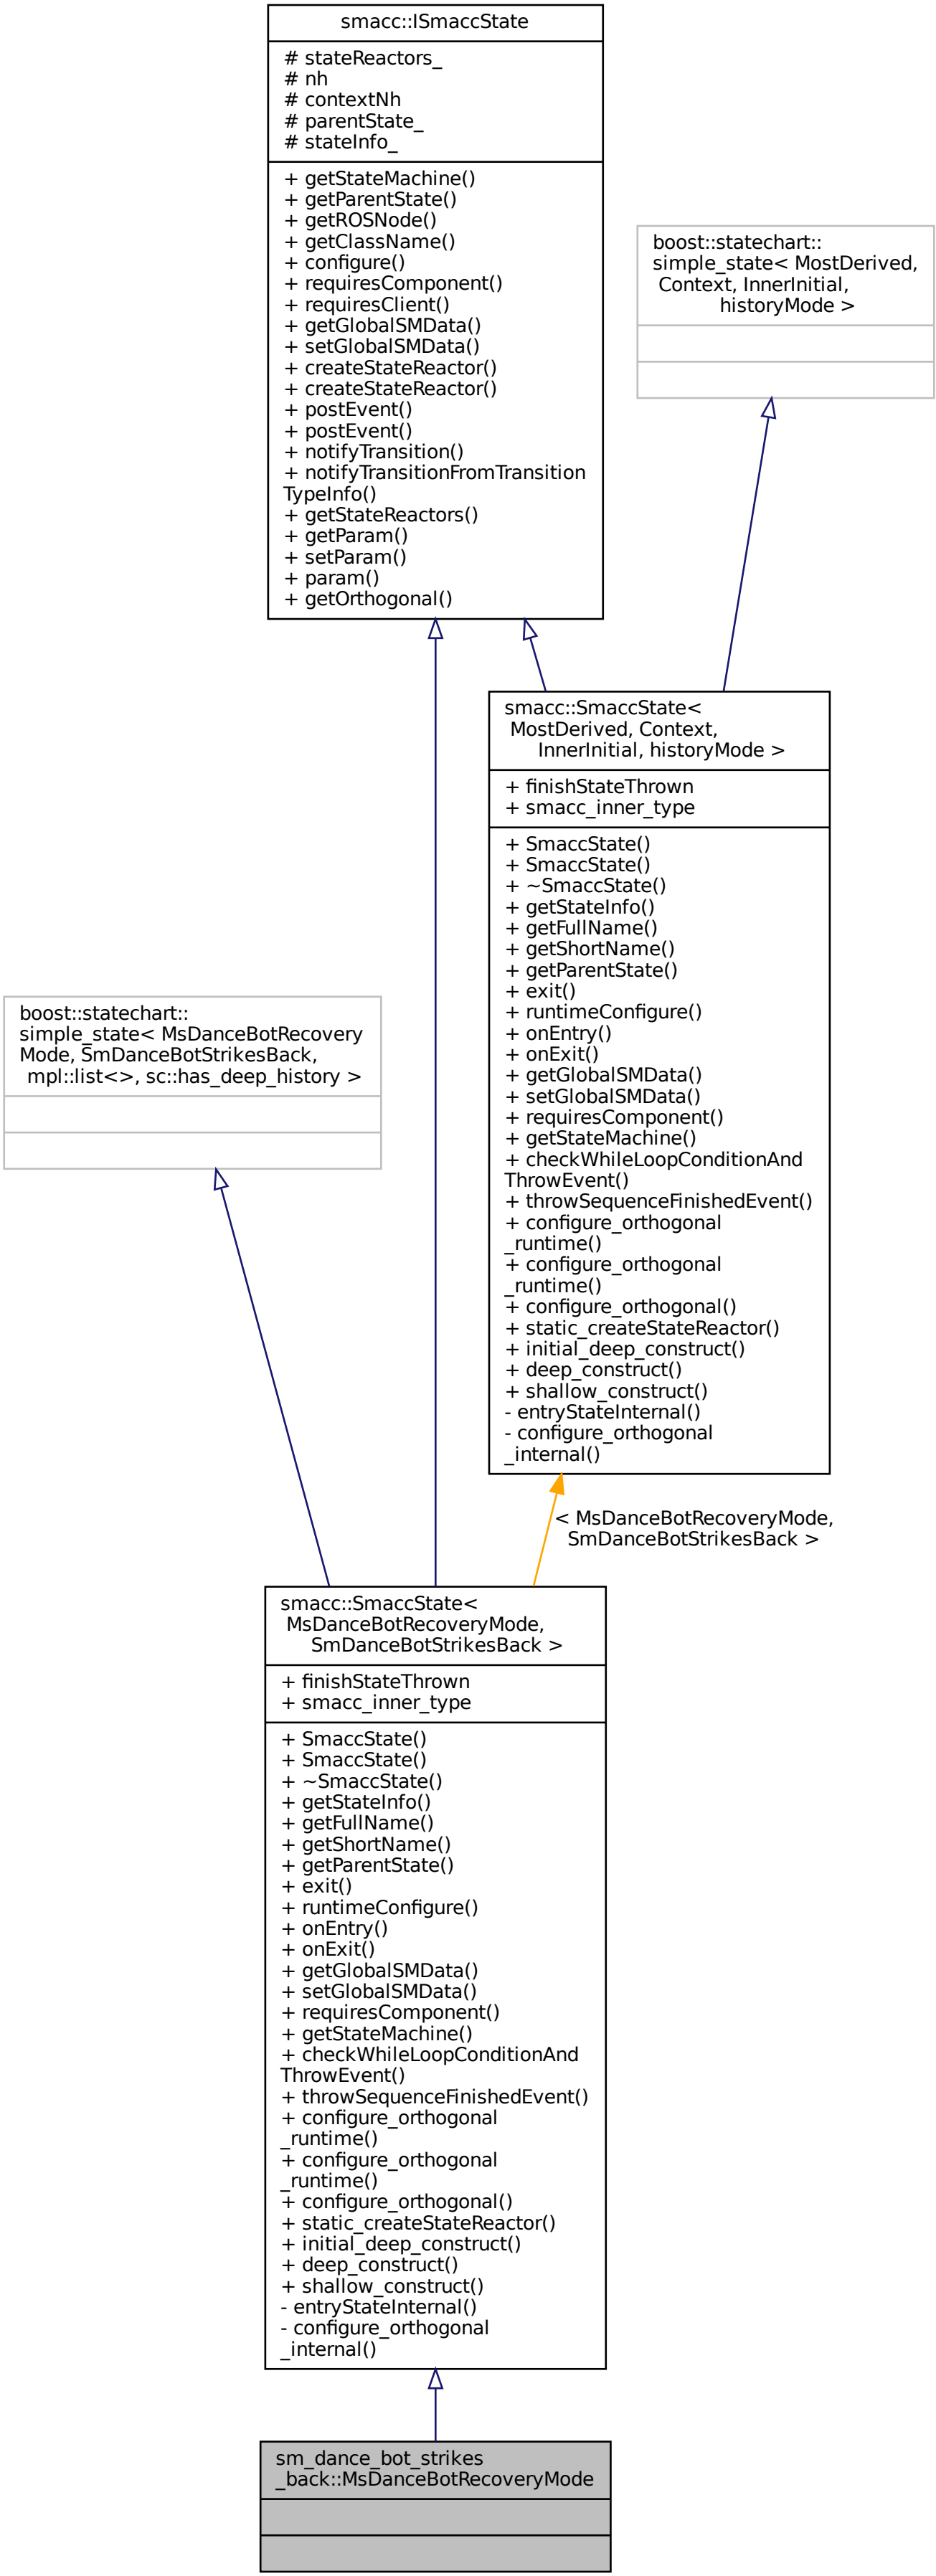 smacc::ISmaccState
# stateReactors_
# nh
# contextNh
# parentState_
# stateInfo_
+ getStateMachine()
+ getParentState()
+ getROSNode()
+ getClassName()
+ configure()
+ requiresComponent()
+ requiresClient()
+ getGlobalSMData()
+ setGlobalSMData()
+ createStateReactor()
+ createStateReactor()
+ postEvent()
+ postEvent()
+ notifyTransition()
+ notifyTransitionFromTransition
TypeInfo()
+ getStateReactors()
+ getParam()
+ setParam()
+ param()
+ getOrthogonal()
boost::statechart::
simple_state< MostDerived,
Context, InnerInitial,
historyMode >
smacc::SmaccState<
MostDerived, Context,
InnerInitial, historyMode >
+ finishStateThrown
+ smacc_inner_type
+ SmaccState()
+ SmaccState()
+ ~SmaccState()
+ getStateInfo()
+ getFullName()
+ getShortName()
+ getParentState()
+ exit()
+ runtimeConfigure()
+ onEntry()
+ onExit()
+ getGlobalSMData()
+ setGlobalSMData()
+ requiresComponent()
+ getStateMachine()
+ checkWhileLoopConditionAnd
ThrowEvent()
+ throwSequenceFinishedEvent()
+ configure_orthogonal
_runtime()
+ configure_orthogonal
_runtime()
+ configure_orthogonal()
+ static_createStateReactor()
+ initial_deep_construct()
+ deep_construct()
+ shallow_construct()
- entryStateInternal()
- configure_orthogonal
_internal()
boost::statechart::
simple_state< MsDanceBotRecovery
Mode, SmDanceBotStrikesBack,
mpl::list<>, sc::has_deep_history >
< MsDanceBotRecoveryMode,
SmDanceBotStrikesBack >
smacc::SmaccState<
MsDanceBotRecoveryMode,
SmDanceBotStrikesBack >
+ finishStateThrown
+ smacc_inner_type
+ SmaccState()
+ SmaccState()
+ ~SmaccState()
+ getStateInfo()
+ getFullName()
+ getShortName()
+ getParentState()
+ exit()
+ runtimeConfigure()
+ onEntry()
+ onExit()
+ getGlobalSMData()
+ setGlobalSMData()
+ requiresComponent()
+ getStateMachine()
+ checkWhileLoopConditionAnd
ThrowEvent()
+ throwSequenceFinishedEvent()
+ configure_orthogonal
_runtime()
+ configure_orthogonal
_runtime()
+ configure_orthogonal()
+ static_createStateReactor()
+ initial_deep_construct()
+ deep_construct()
+ shallow_construct()
- entryStateInternal()
- configure_orthogonal
_internal()
sm_dance_bot_strikes
_back::MsDanceBotRecoveryMode